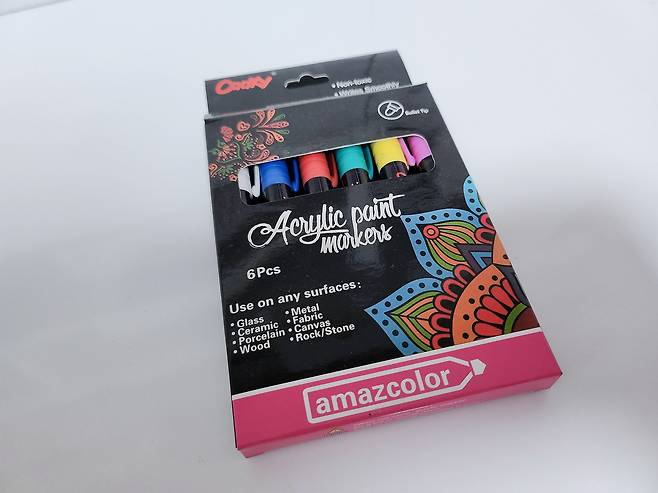 • Non-toxic
• Writes Smoothly
Bullet Tip
Acrylic paint
markers
6Pcs
Use on any surfaces:
• Glass
• Ceramic
• Porcelain
• Wood
• Metal
• Fabric
• Canvas
• Rock/Stone
amazcolor